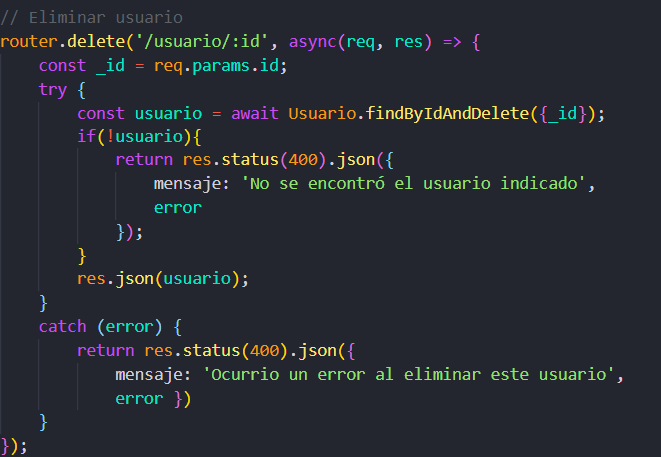 // Eliminar usuario
router.delete('/usuario/:id', async(req, res) => {
    const _id = req.params.id;
    try {
        const usuario = await Usuario.findByIdAndDelete({_id});
        if(!usuario){
            return res.status(400).json({
                mensaje: 'No se encontró el usuario indicado',
                error
            });
        }
        res.json(usuario);
    }
    catch (error) {
        return res.status(400).json({
            mensaje: 'Ocurrio un error al eliminar este usuario',
            error })
    }
});